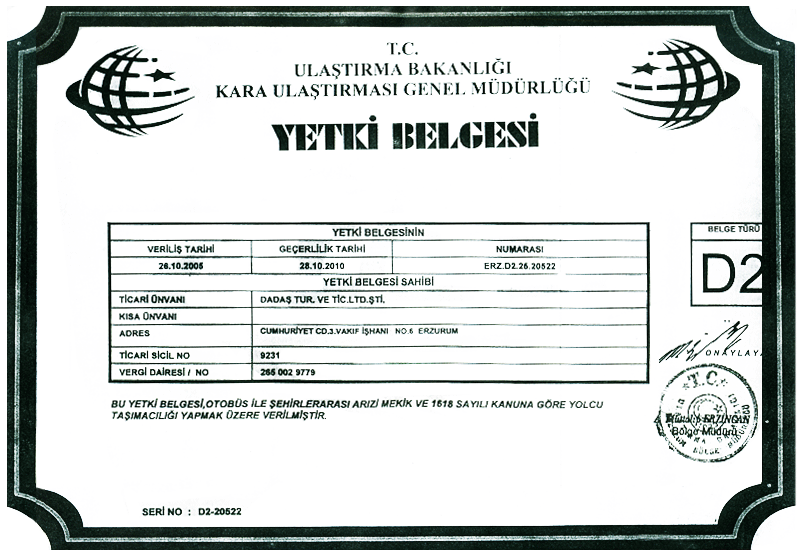 T.C.
ULAŞTIRMA BAKANLIĞI
KARA ULAŞTIRMASI GENEL MÜDÜRLÜĞÜ
YETKİ BELGESİ
YETKİ BELGESİNİN
VERİLİŞ TARİHİ GEÇERLİLİK TARİHİ NUMARASI
26.10.2005 28.10.2010 ERZ.D2.25.20522
YETKİ BELGESİ SAHİBİ
TİCARİ ÜNVANI DADAŞ TUR. VE TİC.LTD.ŞTİ.
KISA ÜNVANI
ADRES CUMHURİYET CD.3.VAKIF İŞHANI NO.6 ERZURUM
TİCARİ SİCİL NO 9231
VERGİ DAİRESİ / NO 265 002 9779
BELGE TÜRÜ
D2
BU YETKİ BELGESİ,OTOBÜS İLE ŞEHİRLERARASI ARIZİ MEKİK VE 1618 SAYILI KANUNA GÖRE YOLCU
TAŞIMACILIĞI YAPMAK ÜZERE VERİLMİŞTİR.
ONAYLAYA
T.C.
ERZİNCAN
Bölge Müdürü
SERİ NO : D2-20522